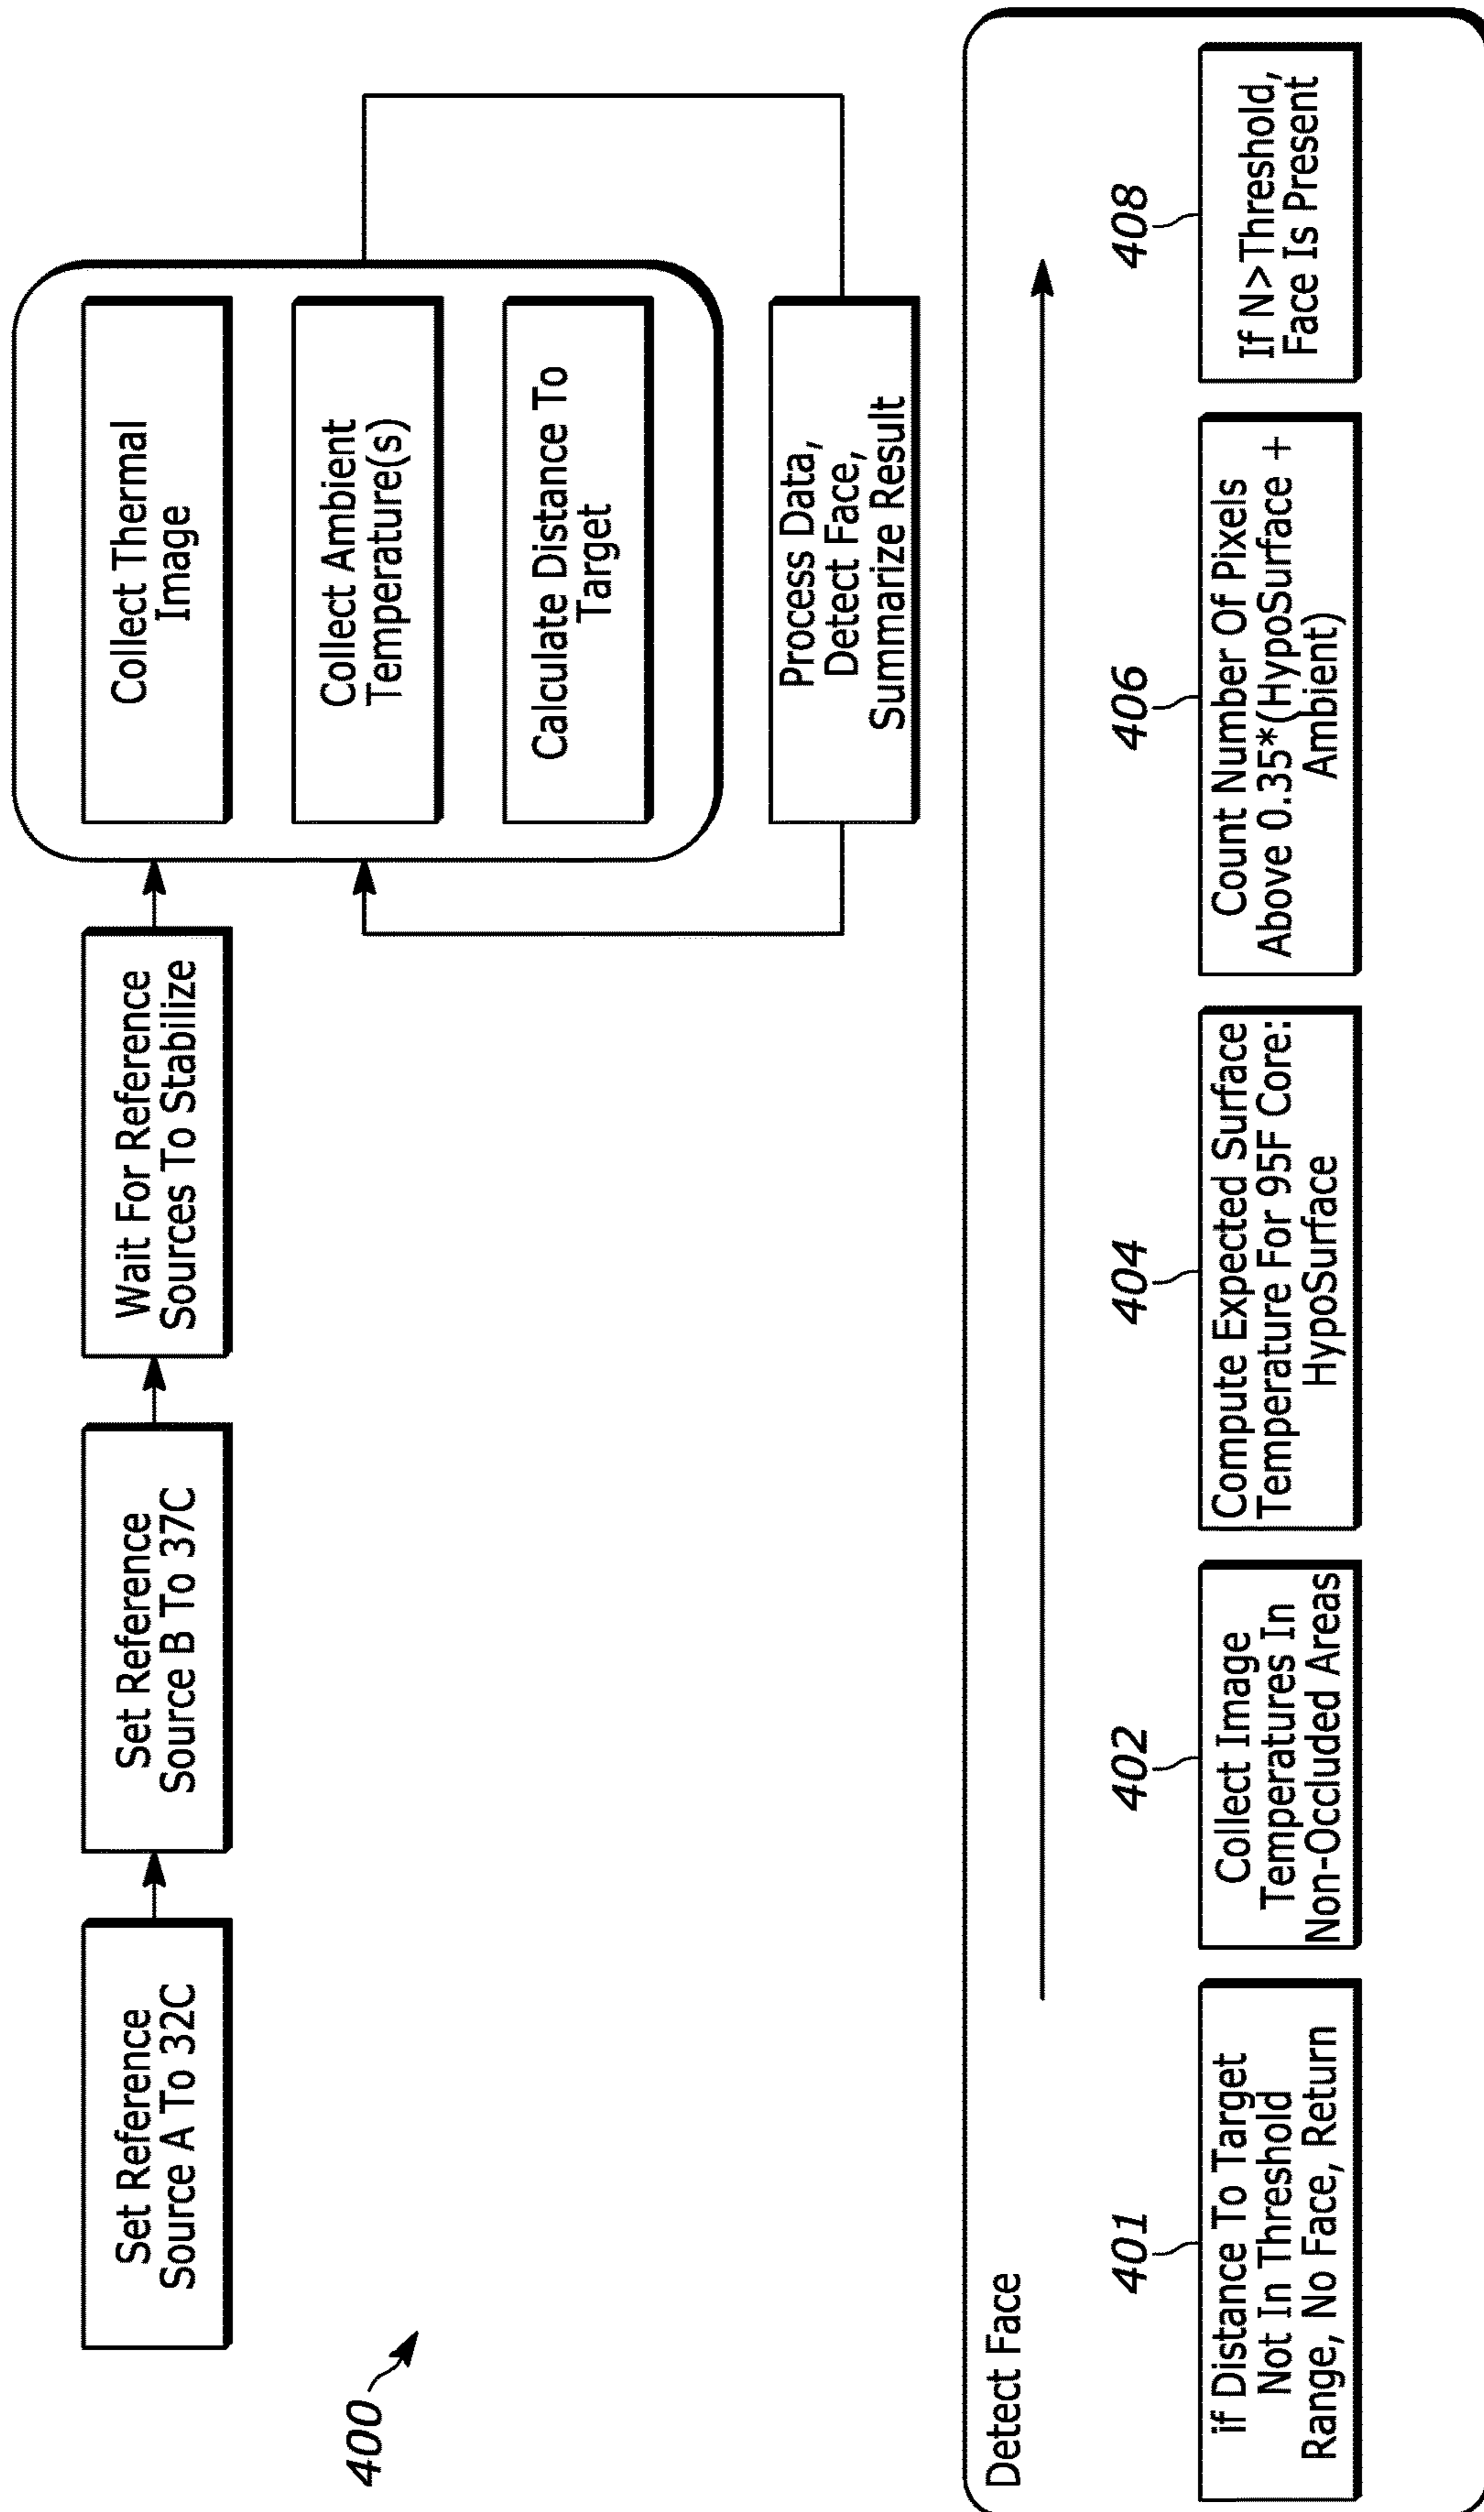 Set Reference
Source A To 32C
Set Reference
Source B To 37C
Wait For Reference
Sources To Stabilize
Collect Thermal
Image
Collect Ambient
Temperature(s)
Calculate Distance To
Target
Process Data,
Detect Face,
Summarize Result
400
Detect Face
401
if Distance To Target
Not In Threshold
Range, No Face, Return
402
Collect Image
Temperatures In
Non-Occluded Areas
404
Compute Expected Surface
Temperature For 95F Core:
HypoSurface
406
Count Number Of Pixels
Above 0.35*(HypoSurface +
Ambient)
408
If N>Threshold,
Face Is Present